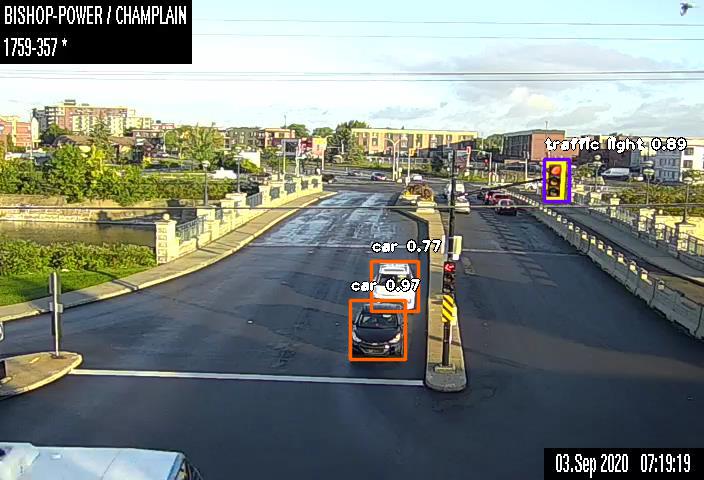 BISHOP-POWER / CHAMPLAIN
1759-357 *
traffic light 0.89
car 0.77
car 0.97
03.Sep 2020 07:19:19